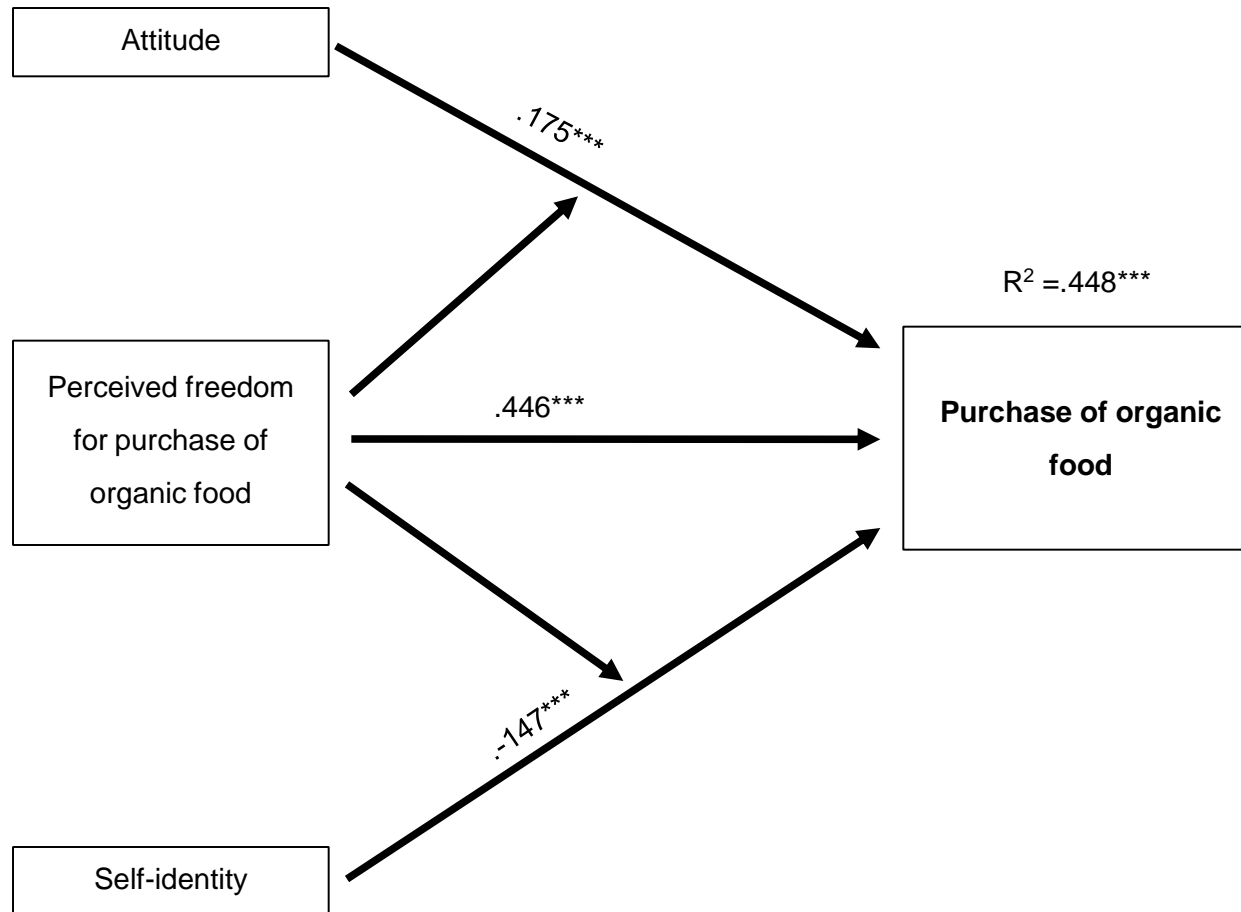 Attitude
.175***
R² =.448***
Perceived freedom
for purchase of
organic food
.446***
Purchase of organic
food
.-147***
Self-identity